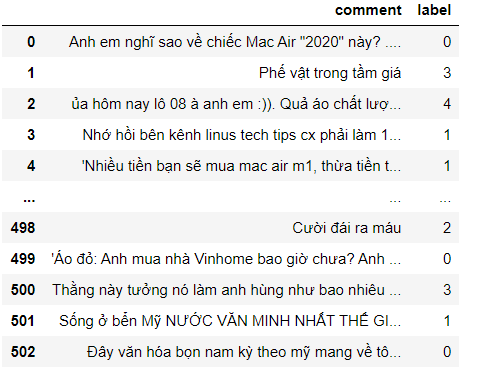 comment label
0 Anh em nghĩ sao về chiếc Mac Air "2020" này? ....  0
1 Phế vật trong tầm giá 3
2 ủa hôm nay lô 08 à anh em :)). Quả áo chất lượ... 4
3 Nhớ hồi bên kênh linus tech tips cx phải làm 1... 1
4 'Nhiều tiền bạn sẽ mua mac air m1, thừa tiền t... 1
... ... ...
498 Cười đái ra máu 2
499 'Áo đỏ: Anh mua nhà Vinhome bao giờ chưa? Anh ... 0
500 Thằng này tưởng nó làm anh hùng như bao nhiêu ... 3
501 Sống ở bển Mỹ NƯỚC VĂN MINH NHẤT THẾ GI... 1
502 Đây văn hóa bọn nam kỳ theo mỹ mang về tô... 0